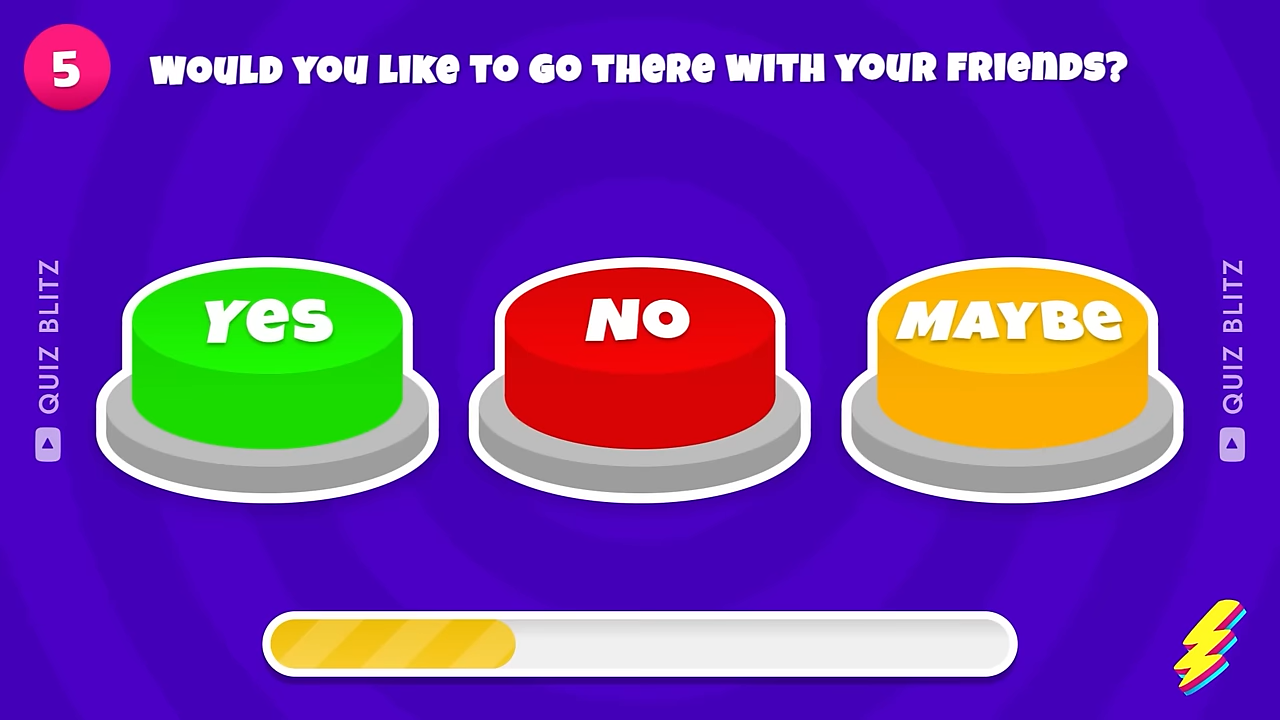 5
WOULD YOU LIKE TO GO THERE WITH YOUR FRIENDS?
YES
NO
MAYBE
QUIZ BLITZ
QUIZ BLITZ